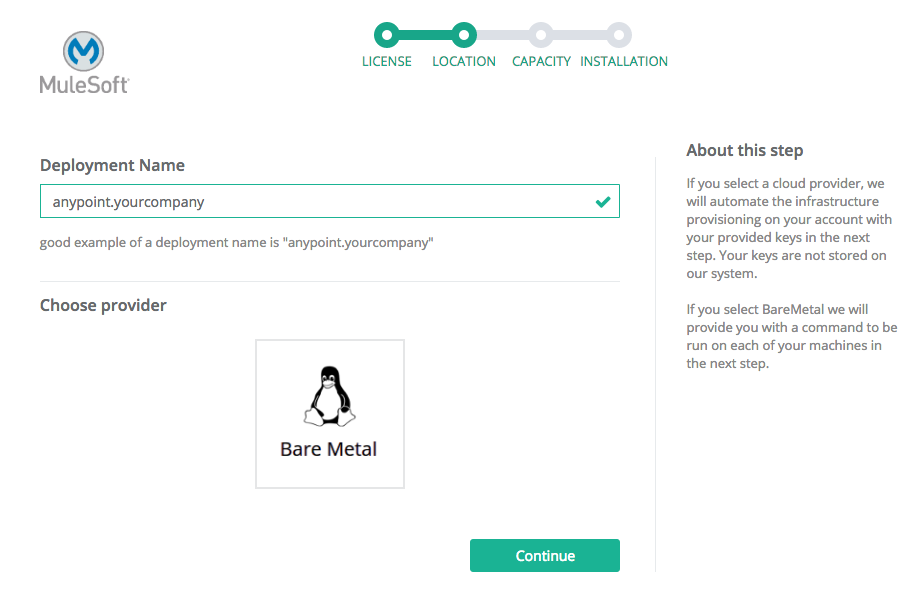 MuleSoft
LICENSE LOCATION CAPACITY INSTALLATION
Deployment Name
anypoint.yourcompany
good example of a deployment name is "anypoint.yourcompany"
Choose provider
Bare Metal
Continue
About this step
If you select a cloud provider, we
will automate the infrastructure
provisioning on your account with
your provided keys in the next
step. Your keys are not stored on
our system.
If you select BareMetal we will
provide you with a command to be
run on each of your machines in
the next step.